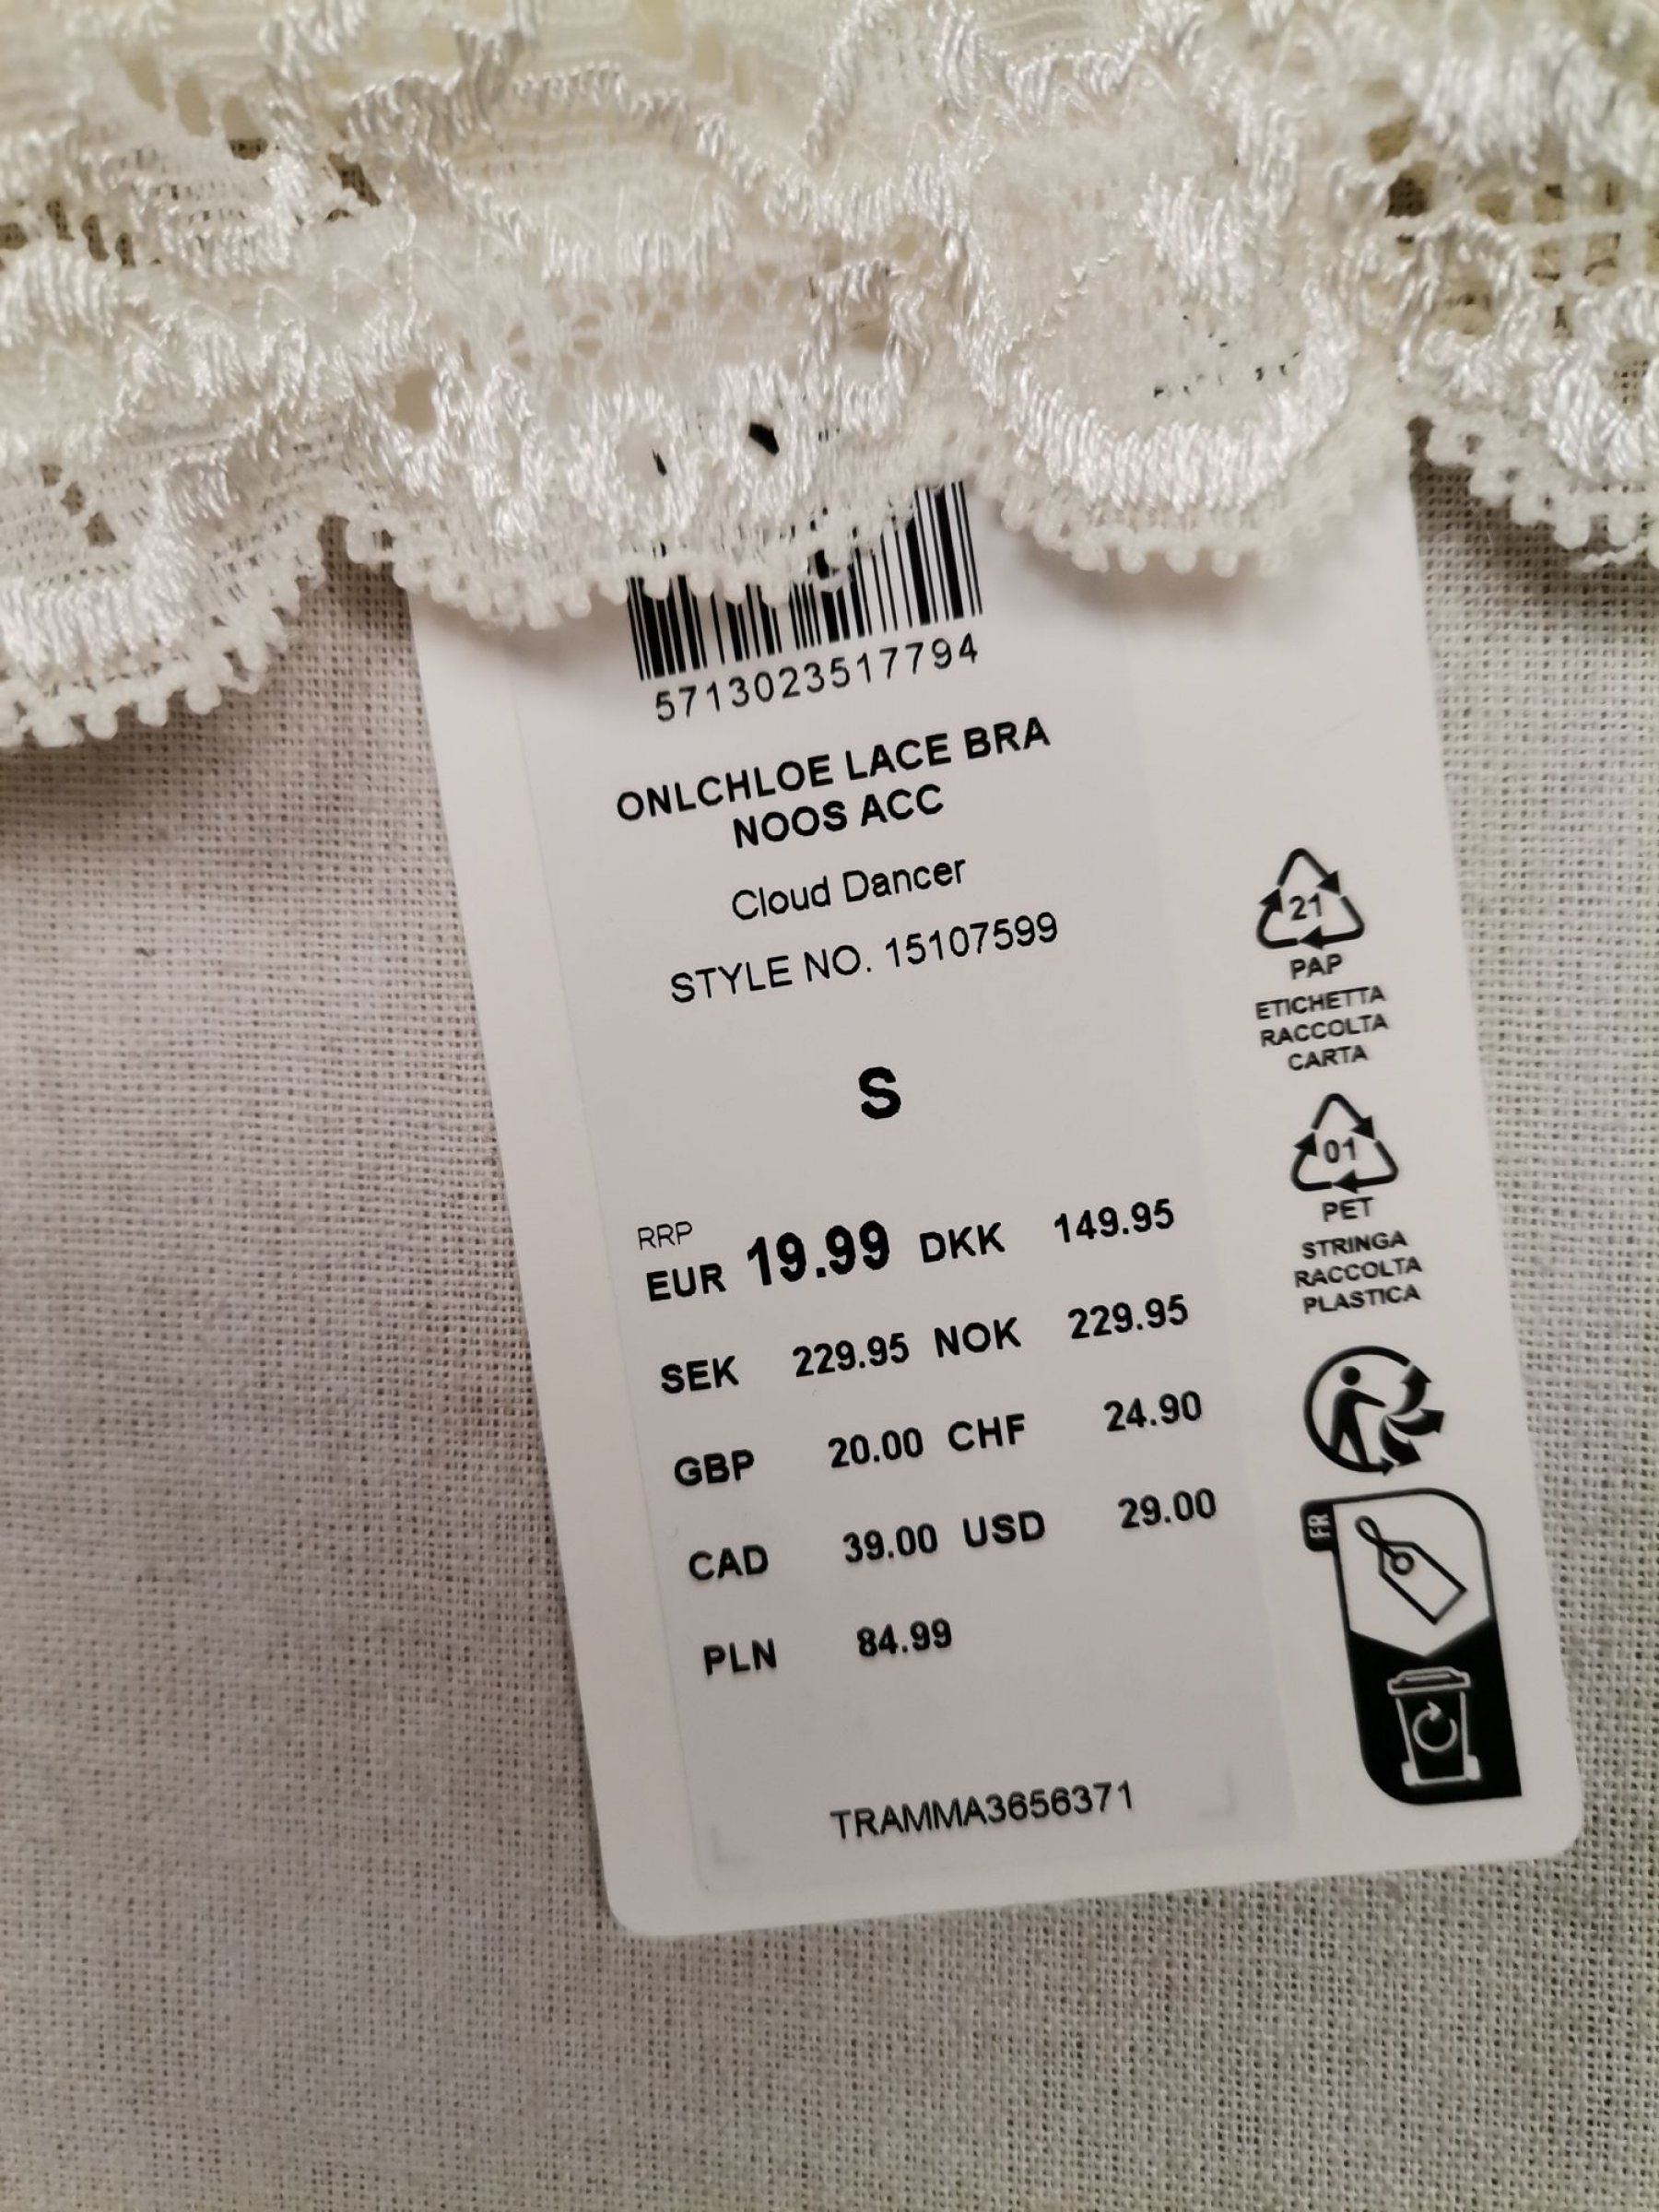 5713023517794
ONLCHLOE LACE BRA
NOOS ACC
Cloud Dancer
STYLE NO. 15107599
S
RRP
EUR 19.99 DKK 149.95
SEK 229.95 NOK 229.95
GBP 20.00 CHF 24.90
CAD 39.00 USD 29.00
PLN 84.99
TRAMMA3656371
21
PAP
ETICHETTA
RACCOLTA
CARTA
01
PET
STRINGA
RACCOLTA
PLASTICA
FR